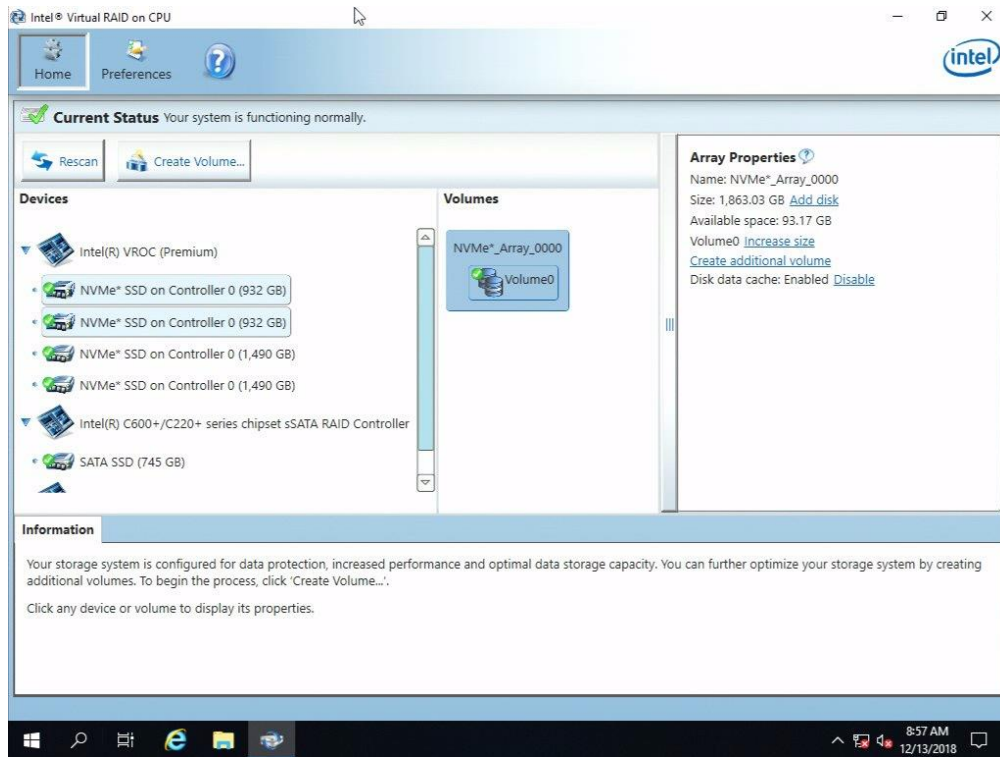 Intel® Virtual RAID on CPU
Home
Preferences
?
intel
Current Status Your system is functioning normally.
Rescan
Create Volume...
Devices
Intel(R) VROC (Premium)
NVMe* SSD on Controller 0 (932 GB)
NVMe* SSD on Controller 0 (932 GB)
NVMe* SSD on Controller 0 (1,490 GB)
NVMe* SSD on Controller 0 (1,490 GB)
Intel(R) C600+/C220+ series chipset sSATA RAID Controller
SATA SSD (745 GB)
Volumes
NVMe*_Array_0000
Volume0
Array Properties ?
Name: NVMe*_Array_0000
Size: 1,863.03 GB Add disk
Available space: 93.17 GB
Volume0 Increase size
Create additional volume
Disk data cache: Enabled Disable
Information
Your storage system is configured for data protection, increased performance and optimal data storage capacity. You can further optimize your storage system by creating
additional volumes. To begin the process, click 'Create Volume...'.
Click any device or volume to display its properties.
8:57 AM
12/13/2018